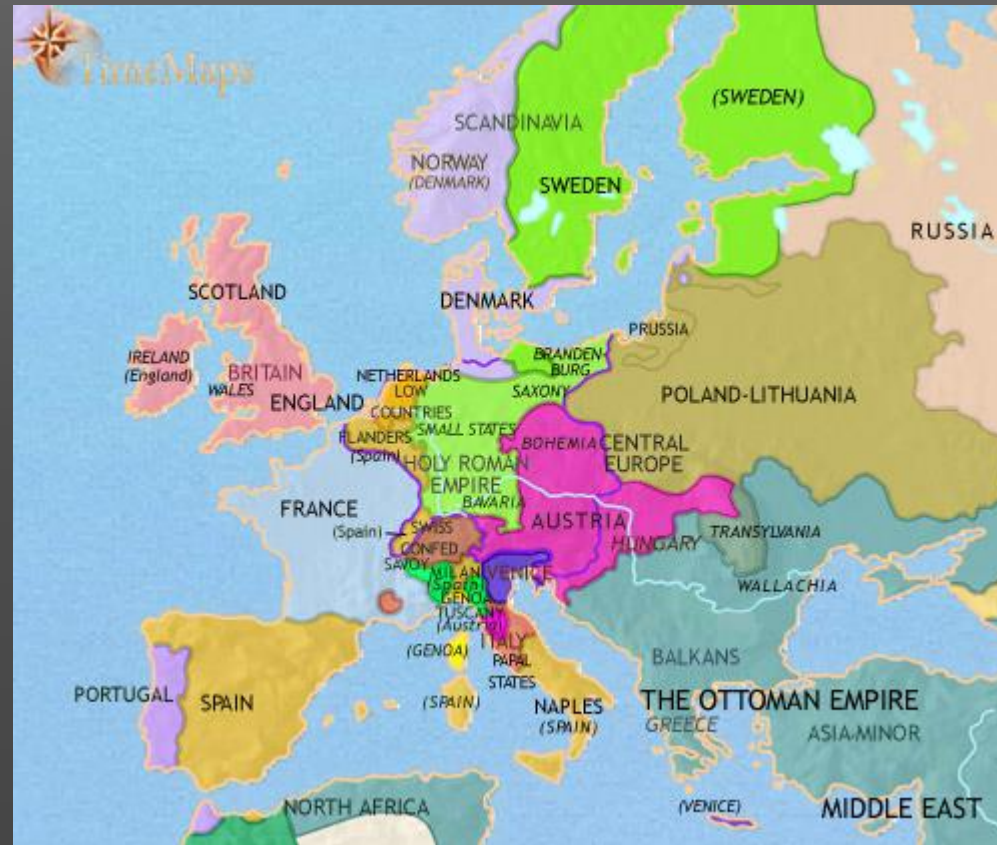 TimeMaps
(SWEDEN)
SCANDINAVIA
NORWAY
(DENMARK)
SWEDEN
RUSSIA
SCOTLAND
DENMARK
PRUSSIA
IRELAND
(England)
BRITAIN
WALES
ENGLAND
NETHERLANDS
LOW
COUNTRIES
FLANDERS
(Spain)
BRANDEN-
BURG
SAXONY
SMALL STATES
POLAND-LITHUANIA
HOLY ROMAN
EMPIRE
BOHEMIA
CENTRAL
EUROPE
BAVARIA
FRANCE
(Spain)
SWISS
CONFED
SAVOY
AUSTRIA
HUNGARY
TRANSYLVANIA
MILAN
(Spain)
VENICE
GENOA
TUSCANY
(Austria)
WALLACHIA
ITALY
(GENOA)
PAPAL
STATES
BALKANS
PORTUGAL
SPAIN
(SPAIN)
NAPLES
(SPAIN)
THE OTTOMAN EMPIRE
GREECE
ASIA-MINOR
NORTH AFRICA
(VENICE)
MIDDLE EAST